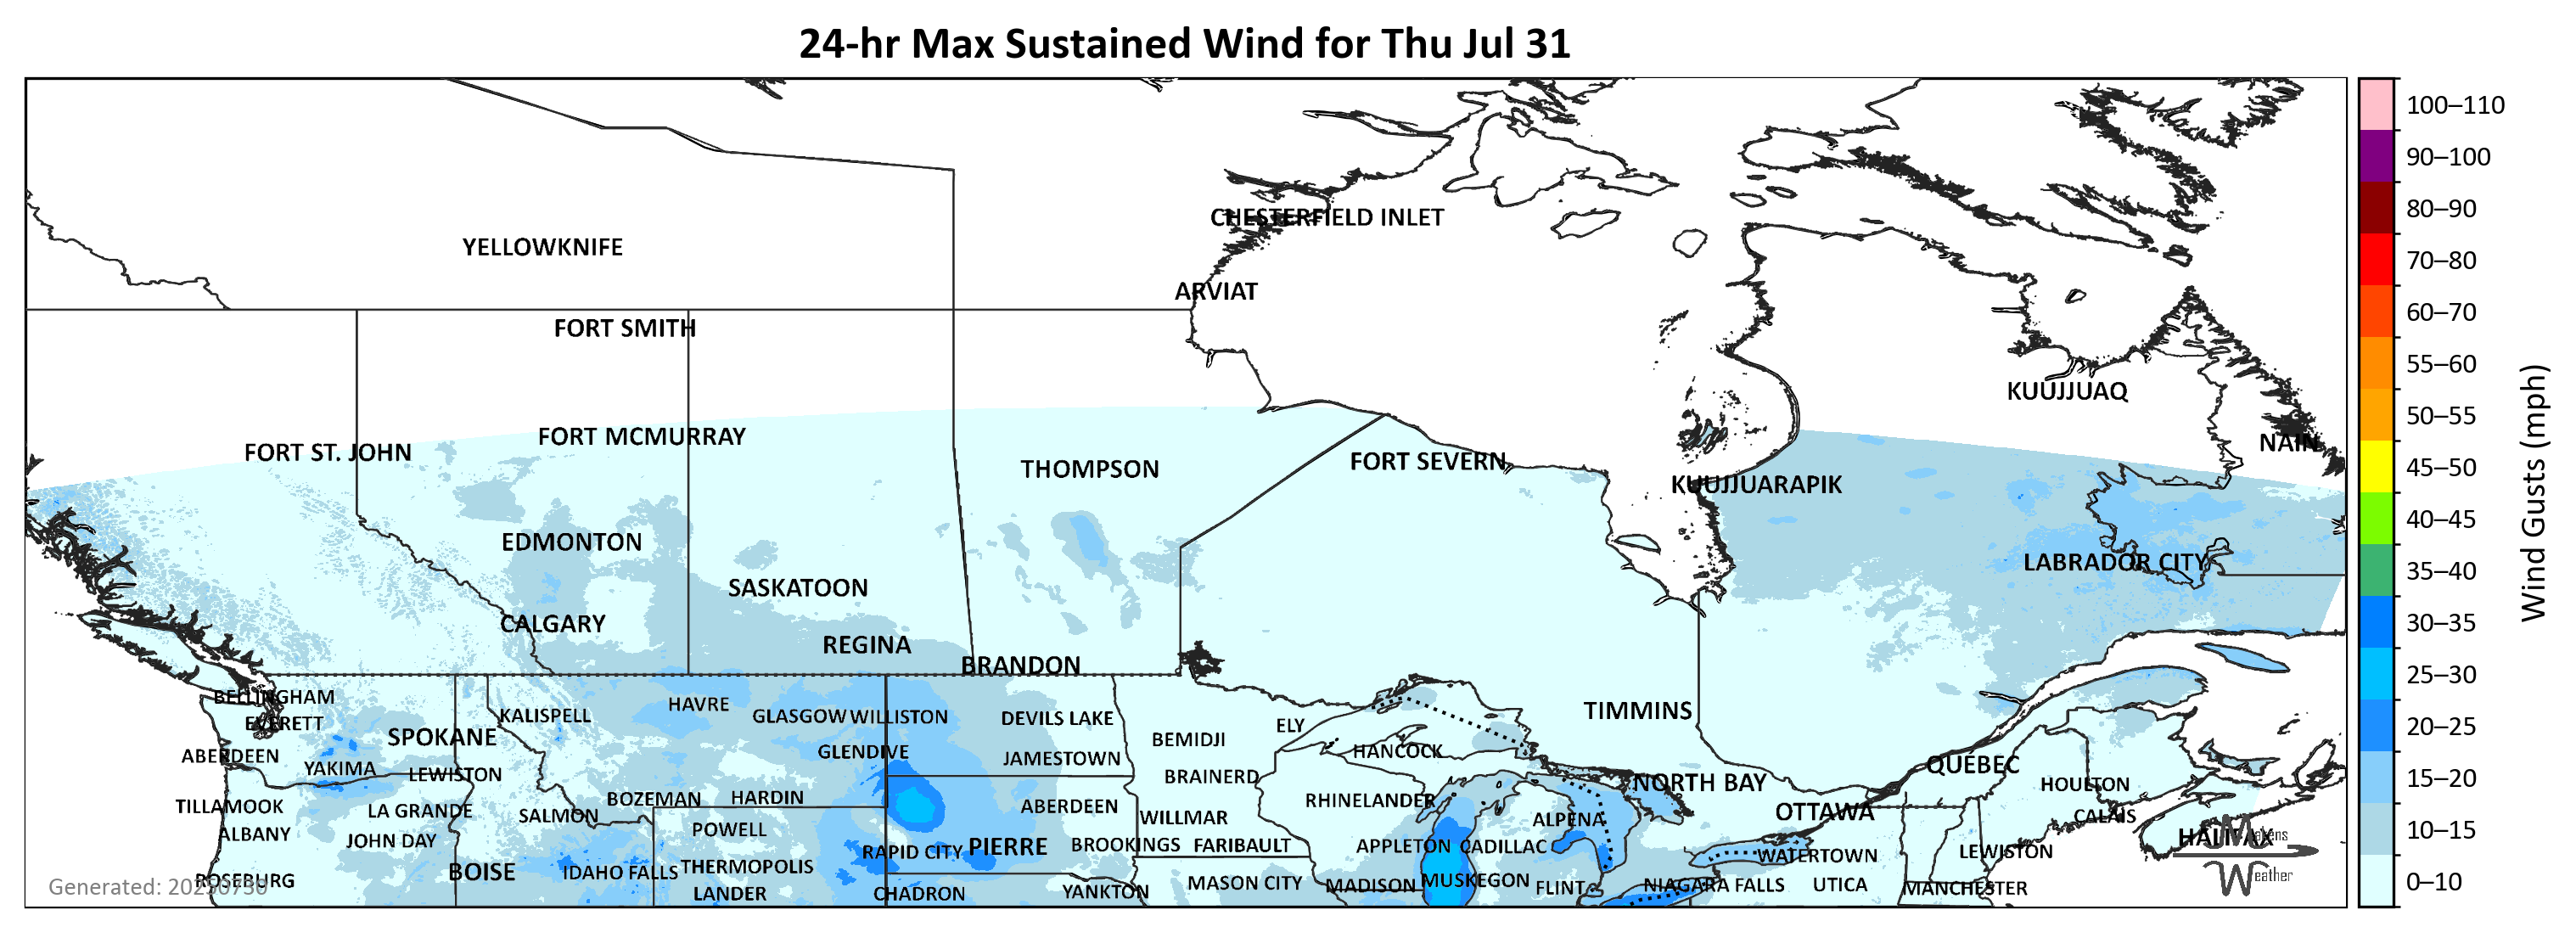 24-hr Max Sustained Wind for Thu Jul 31
100–110
90–100
80–90
70–80
60–70
55–60
50–55
45–50
40–45
35–40
30–35
25–30
20–25
15–20
10–15
0–10
Wind Gusts (mph)
CHESTERFIELD INLET
YELLOWKNIFE
ARVIAT
FORT SMITH
KUUJJUAQ
FORT MCMURRAY
NAIN
FORT ST. JOHN
FORT SEVERN
THOMPSON
KUUJJUARAPIK
EDMONTON
LABRADOR CITY
SASKATOON
CALGARY
REGINA
BRANDON
BELLINGHAM
HAVRE
TIMMINS
KALISPELL
GLASGOW
WILLISTON
DEVILS LAKE
EVERETT
ELY
SPOKANE
BEMIDJI
GLENDIVE
HANCOCK
ABERDEEN
JAMESTOWN
QUÉBEC
YAKIMA
LEWISTON
BRAINERD
NORTH BAY
HOULTON
BOZEMAN
HARDIN
RHINELANDER
TILLAMOOK
LA GRANDE
ABERDEEN
SALMON
WILLMAR
ALPENA
OTTAWA
CALAIS
ALBANY
POWELL
HALIFAX
JOHN DAY
BROOKINGS
FARIBAULT
APPLETON
CADILLAC
RAPID CITY
PIERRE
WATERTOWN
LEWISTON
BOISE
IDAHO FALLS
THERMOPOLIS
ROSEBURG
MASON CITY
MADISON
MUSKEGON
FLINT
NIAGARA FALLS
UTICA
MANCHESTER
LANDER
CHADRON
YANKTON
Generated: 20250730
Weather